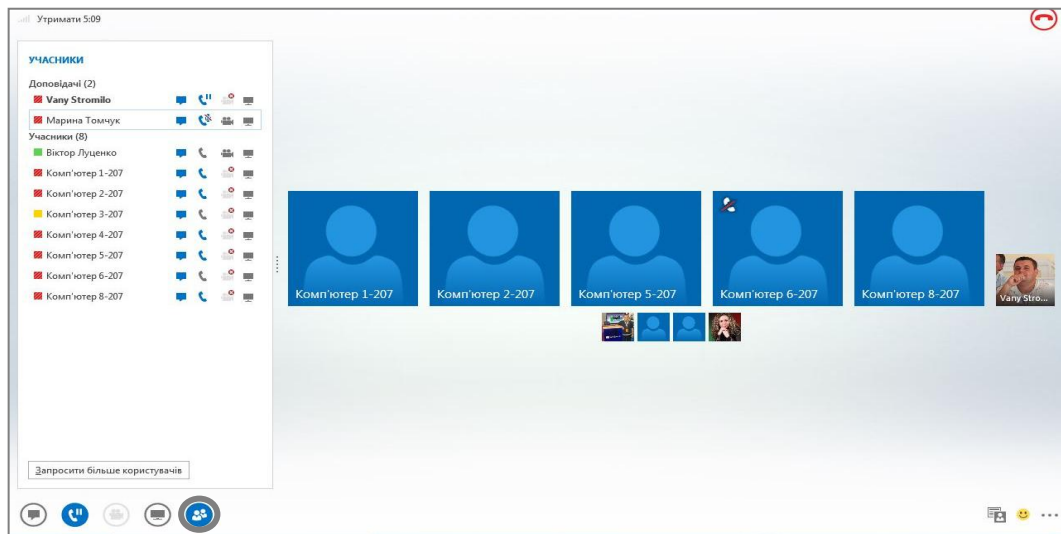 Утримати 5:09
УЧАСНИКИ
Доповідачі (2)
Vany Stromilo
Марина Томчук
Учасники (8)
Віктор Луценко
Комп'ютер 1-207
Комп'ютер 2-207
Комп'ютер 3-207
Комп'ютер 4-207
Комп'ютер 5-207
Комп'ютер 6-207
Комп'ютер 8-207
Запросити більше користувачів
Комп'ютер 1-207
Комп'ютер 2-207
Комп'ютер 5-207
Комп'ютер 6-207
Комп'ютер 8-207
Vany Stro...